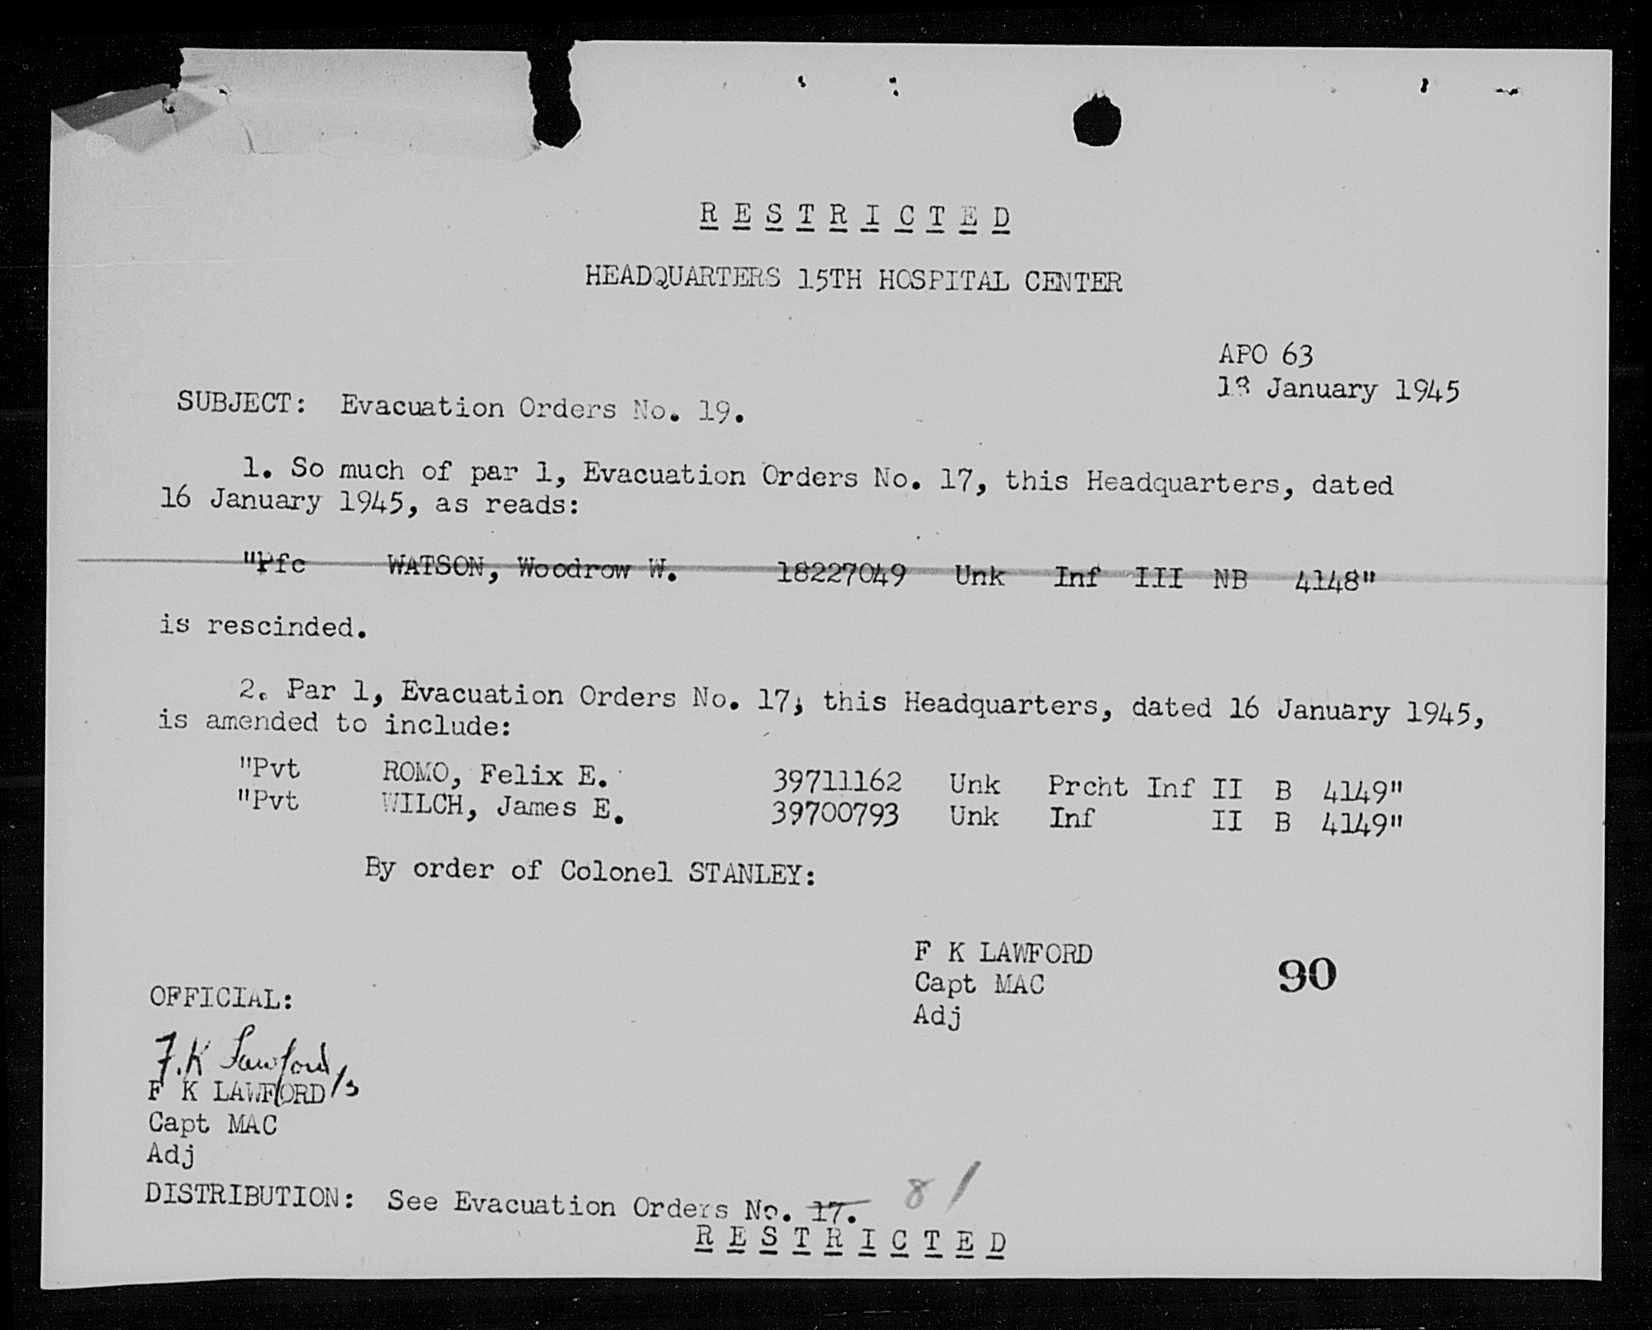 R E S T R I C T E D
HEADQUARTERS 15TH HOSPITAL CENTER
APO 63
18 January 1945
SUBJECT: Evacuation Orders No. 19.
1. So much of par 1, Evacuation Orders No. 17, this Headquarters, dated
16 January 1945, as reads:
"Pfc WATSON, Woodrow W. 18227049 Unk Inf III NB 4148"
is rescinded.
2. Par 1, Evacuation Orders No. 17, this Headquarters, dated 16 January 1945,
is amended to include:
"Pvt ROMO, Felix E. 39711162 Unk Prcht Inf II B 4149"
"Pvt WILCH, James E. 39700793 Unk Inf II B 4149"
By order of Colonel STANLEY:
F K LAWFORD
Capt MAC
Adj
90
OFFICIAL:
F.K Lawford /s
F K LAWFORD
Capt MAC
Adj
DISTRIBUTION: See Evacuation Orders No. 17. 81
R E S T R I C T E D